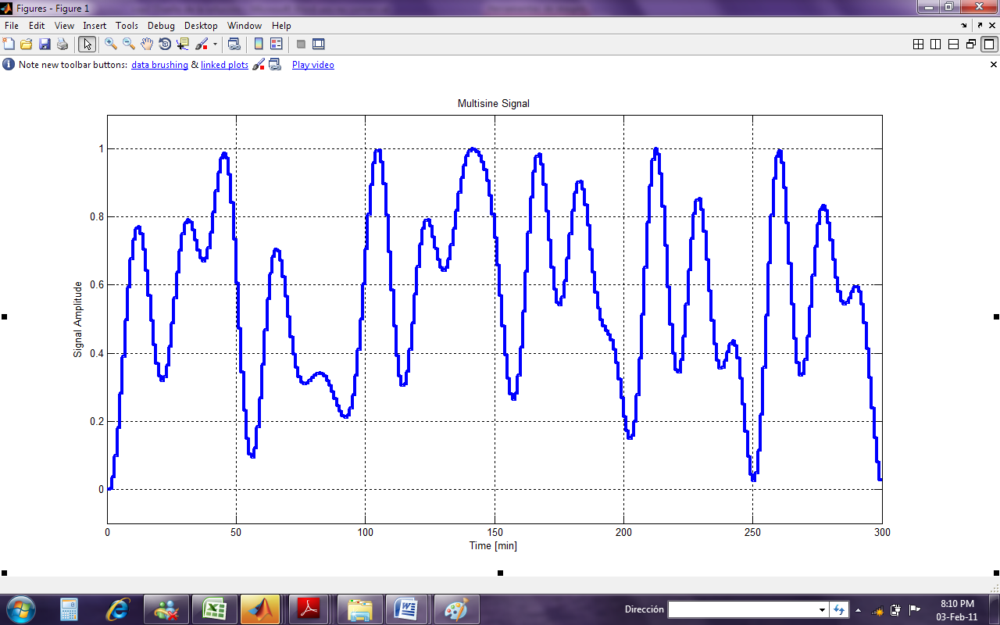 Figures - Figure 1
File Edit View Insert Tools Debug Desktop Window Help
Note new toolbar buttons: data brushing & linked plots Play video
Multisine Signal
1
0.8
0.6
0.4
0.2
0
Signal Amplitude
0 50 100 150 200 250 300
Time [min]
Dirección
8:10 PM
03-Feb-11